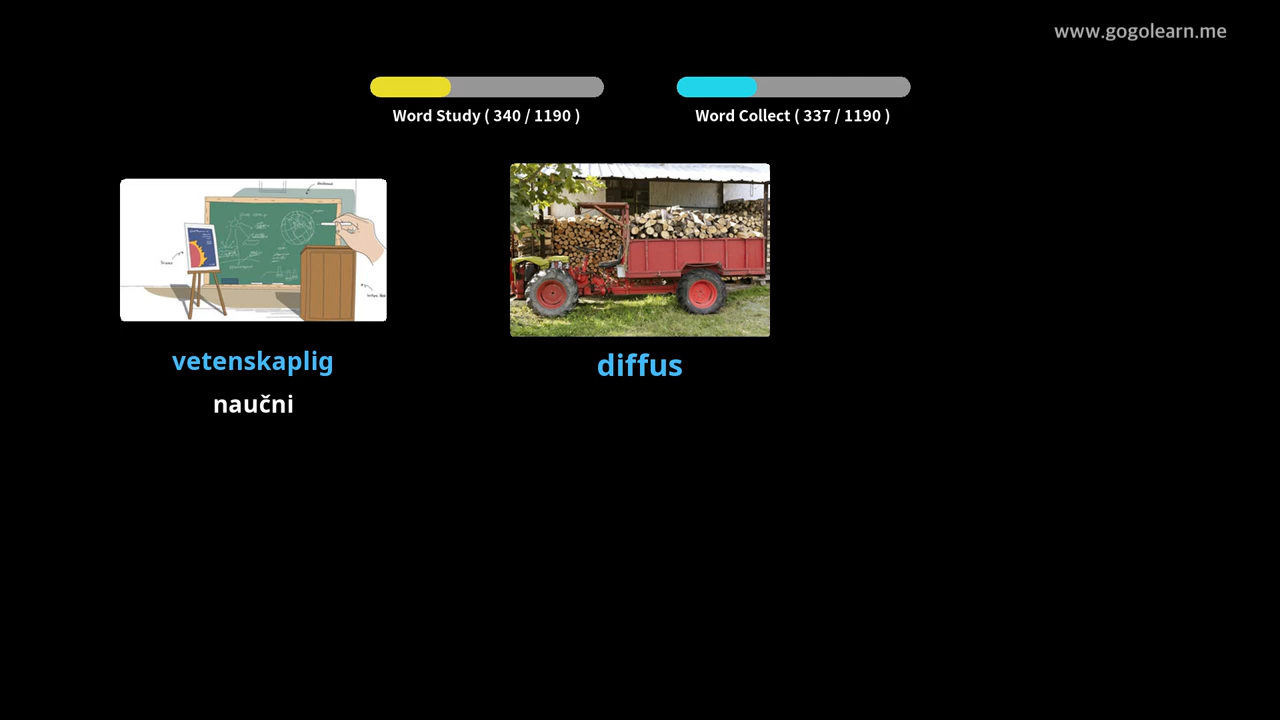 www.gogolearn.me
Word Study ( 340 / 1190 )
Word Collect ( 337 / 1190 )
vetenskaplig
naučni
diffus